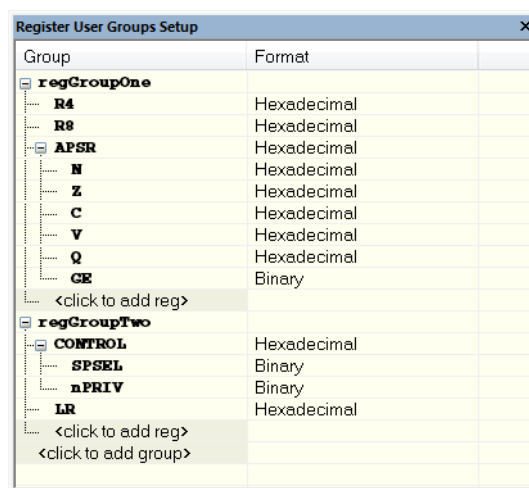 Register User Groups Setup
Group Format
regGroupOne
R4 Hexadecimal
R8 Hexadecimal
APSR Hexadecimal
N Hexadecimal
Z Hexadecimal
C Hexadecimal
V Hexadecimal
Q Hexadecimal
GE Binary
<click to add reg>
regGroupTwo
CONTROL Hexadecimal
SPSEL Binary
nPRIV Binary
LR Hexadecimal
<click to add reg>
<click to add group>